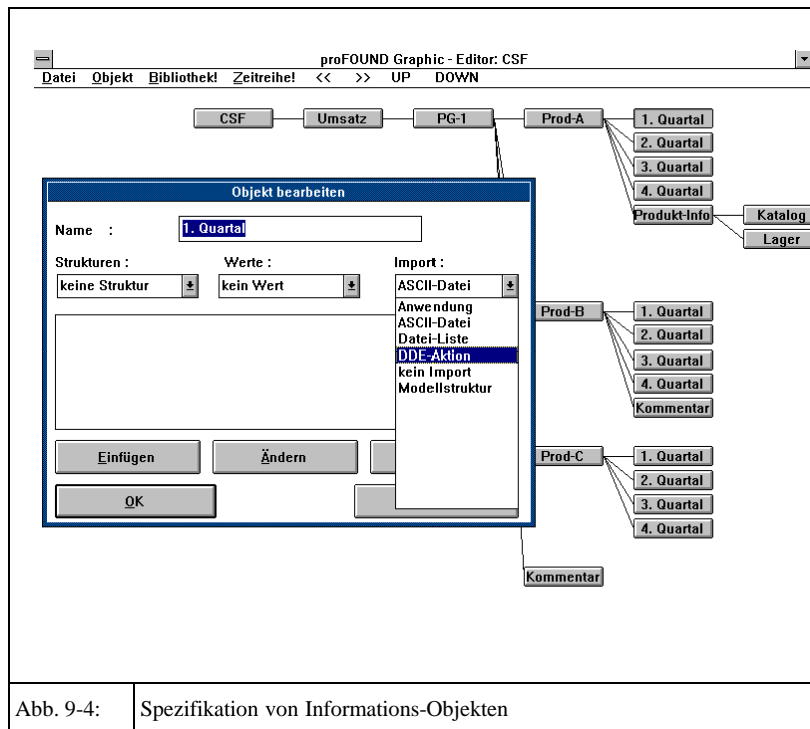 proFOUND Graphic - Editor: CSF
Datei Objekt Bibliothek! Zeitreihe! << >> UP DOWN
CSF
Umsatz
PG-1
Prod-A
1. Quartal
2. Quartal
3. Quartal
4. Quartal
Produkt-Info
Katalog
Lager
Objekt bearbeiten
Name :
1. Quartal
Strukturen :
Werte :
Import :
keine Struktur
kein Wert
ASCII-Datei
Anwendung
ASCII-Datei
Datei-Liste
DDE-Aktion
kein Import
Modellstruktur
Einfügen
Ändern
OK
Prod-B
1. Quartal
2. Quartal
3. Quartal
4. Quartal
Kommentar
Prod-C
1. Quartal
2. Quartal
3. Quartal
4. Quartal
Kommentar
Abb. 9-4: Spezifikation von Informations-Objekten